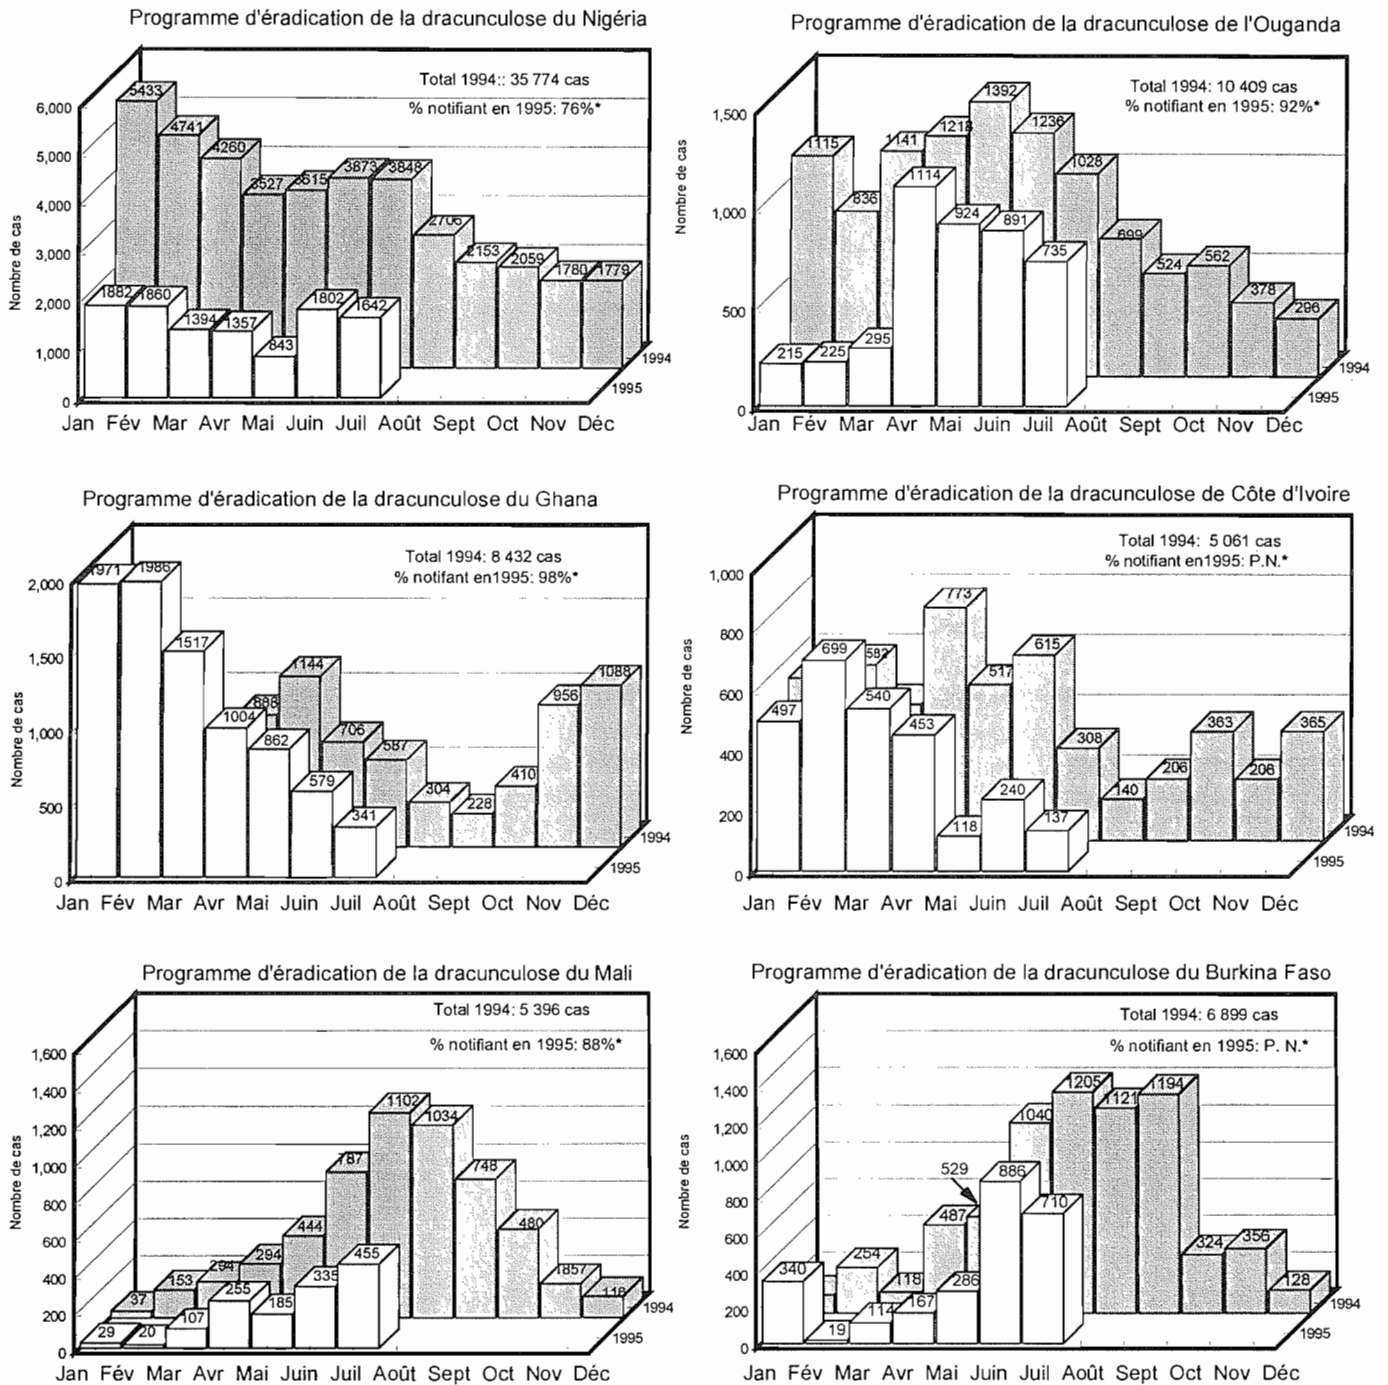 Programme d'éradication de la dracunculose du Nigéria
Total 1994:: 35 774 cas
% notifiant en 1995: 76%*
Nombre de cas
6,000
5,000
4,000
3,000
2,000
1,000
0
5433 4741 4260 3527 3515 3873 3848 2706 2153 2059 1780 1779
1882 1860 1394 1357 843 1802 1642
1994
1995
Jan Fév Mar Avr Mai Juin Juil Août Sept Oct Nov Déc
Programme d'éradication de la dracunculose de l'Ouganda
Total 1994: 10 409 cas
% notifiant en 1995: 92%*
Nombre de cas
1,500
1,000
500
0
1115 836 1141 1218 1392 1236 1028 699 524 562 378 296
215 225 295 1114 924 891 735
1994
1995
Jan Fév Mar Avr Mai Juin Juil Août Sept Oct Nov Déc
Programme d'éradication de la dracunculose du Ghana
Total 1994: 8 432 cas
% notifant en1995: 98%*
Nombre de cas
2,000
1,500
1,000
500
0
1971 1986 1517 1004 862 579 341
888 1144 706 587 304 228 410 956 1088
1994
1995
Jan Fév Mar Avr Mai Juin Juil Août Sept Oct Nov Déc
Programme d'éradication de la dracunculose de Côte d'Ivoire
Total 1994: 5 061 cas
% notifiant en1995: P.N.*
Nombre de cas
1,000
800
600
400
200
0
582 773 517 615 308 140 206 363 206 365
497 699 540 453 118 240 137
1994
1995
Jan Fév Mar Avr Mai Juin Juil Août Sept Oct Nov Déc
Programme d'éradication de la dracunculose du Mali
Total 1994: 5 396 cas
% notifiant en 1995: 88%*
Nombre de cas
1,600
1,400
1,200
1,000
800
600
400
200
0
37 153 294 294 444 787 1102 1034 748 480 1857 116
29 20 107 255 185 335 455
1994
1995
Jan Fév Mar Avr Mai Juin Juil Août Sept Oct Nov Déc
Programme d'éradication de la dracunculose du Burkina Faso
Total 1994: 6 899 cas
% notifiant en 1995: P. N.*
Nombre de cas
1,600
1,400
1,200
1,000
800
600
400
200
0
254 118 487 529 1040 1205 1121 1194 324 356 128
340 19 114 167 286 886 710
1994
1995
Jan Fév Mar Avr Mai Juin Juil Août Sept Oct Nov Déc